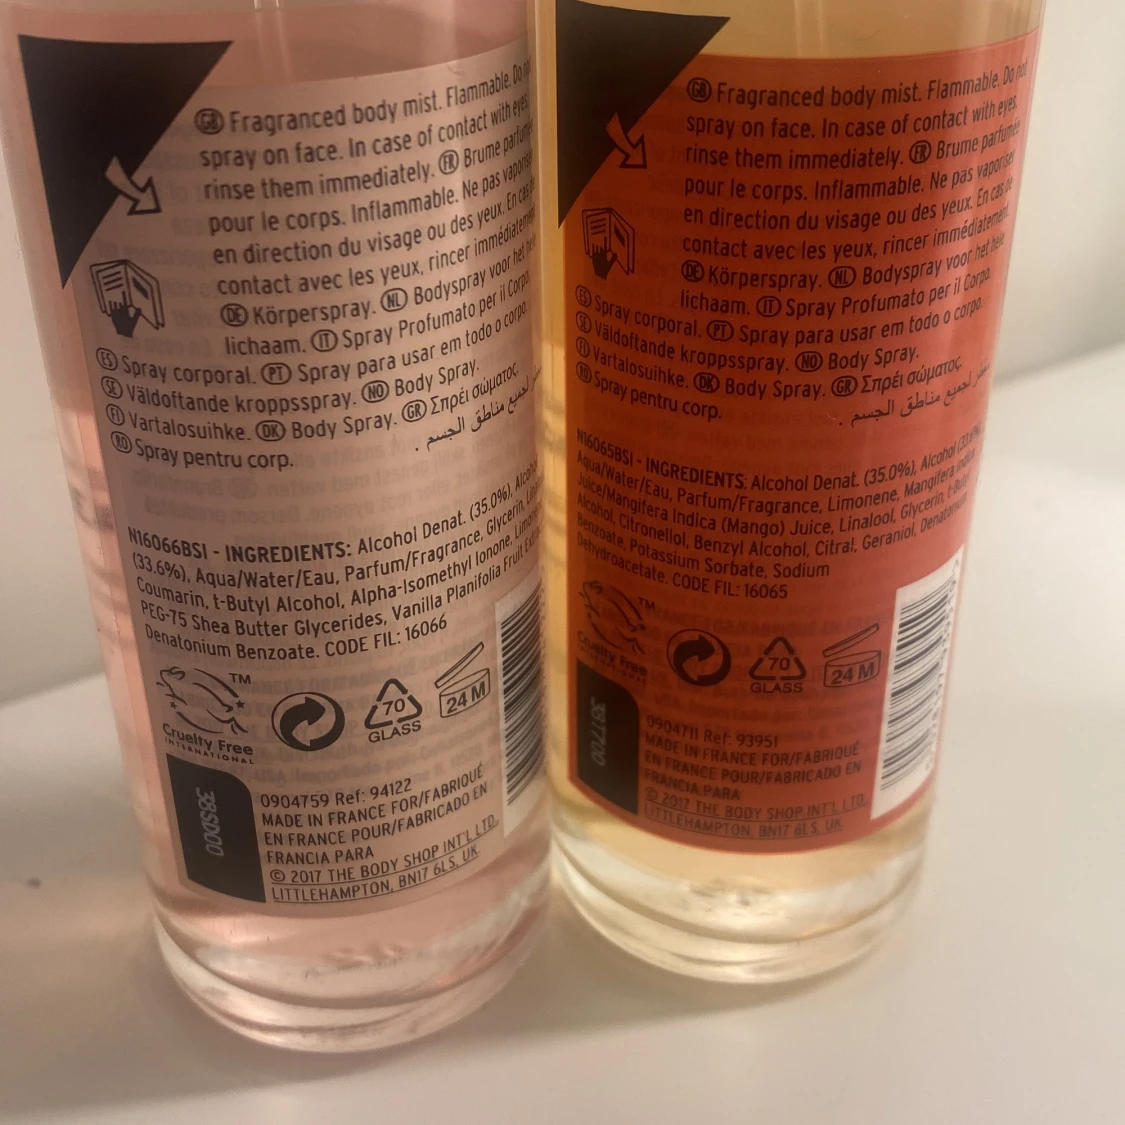 GB Fragranced body mist. Flammable. Do not
spray on face. In case of contact with eyes,
rinse them immediately. FR Brume parfumée
pour le corps. Inflammable. Ne pas vaporiser
en direction du visage ou des yeux. En cas de
contact avec les yeux, rincer immédiatement.
DE Körperspray. NL Bodyspray voor het hele
lichaam. IT Spray Profumato per il Corpo.
ES Spray corporal. PT Spray para usar em todo o corpo.
SE Väldoftande kroppsspray. NO Body Spray.
FI Vartalosuihke. DK Body Spray. GR Σπρέι σώματος.
لجميع مناطق الجسم .
RO Spray pentru corp.
N16066BSI - INGREDIENTS: Alcohol Denat. (35.0%), Alcohol
(33.6%), Aqua/Water/Eau, Parfum/Fragrance, Glycerin,
Coumarin, t-Butyl Alcohol, Alpha-Isomethyl Ionone,
PEG-75 Shea Butter Glycerides, Vanilla Planifolia Fruit
Denatonium Benzoate. CODE FIL: 16066
TM
Cruelty Free
INTERNATIONAL
70
GLASS
24 M
38SD00
0904759 Ref: 94122
MADE IN FRANCE FOR/FABRIQUÉ
EN FRANCE POUR/FABRICADO EN
FRANCIA PARA
© 2017 THE BODY SHOP INT'L LTD,
LITTLEHAMPTON, BN17 6LS, UK
GB Fragranced body mist. Flammable. Do not
spray on face. In case of contact with eyes,
rinse them immediately. FR Brume parfumée
pour le corps. Inflammable. Ne pas vaporiser
en direction du visage ou des yeux. En cas de
contact avec les yeux, rincer immédiatement.
DE Körperspray. NL Bodyspray voor het hele
lichaam. IT Spray Profumato per il Corpo.
ES Spray corporal. PT Spray para usar em todo o corpo.
SE Väldoftande kroppsspray. NO Body Spray.
FI Vartalosuihke. DK Body Spray. GR Σπρέι σώματος.
لجميع مناطق الجسم .
RO Spray pentru corp.
N16065BSI - INGREDIENTS: Alcohol Denat. (35.0%), Alcohol (33.6%),
Aqua/Water/Eau, Parfum/Fragrance, Limonene, Mangifera Indica
Juice/Mangifera Indica (Mango) Juice, Linalool, Glycerin, t-Butyl
Alcohol, Citronellol, Benzyl Alcohol, Citral, Geraniol, Denatonium
Benzoate, Potassium Sorbate, Sodium
Dehydroacetate. CODE FIL: 16065
TM
Cruelty Free
INTERNATIONAL
70
GLASS
24 M
38T700
0904711 Ref: 93951
MADE IN FRANCE FOR/FABRIQUÉ
EN FRANCE POUR/FABRICADO EN
FRANCIA PARA
© 2017 THE BODY SHOP INT'L LTD,
LITTLEHAMPTON, BN17 6LS, UK